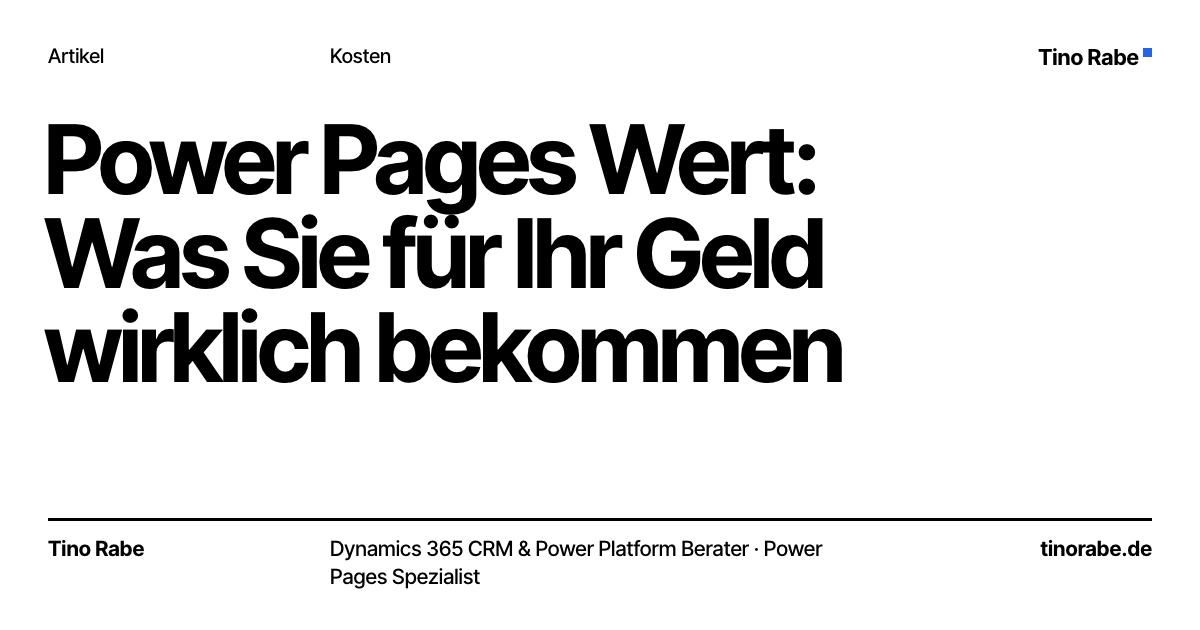 Artikel
Kosten
Tino Rabe
Power Pages Wert:
Was Sie für Ihr Geld
wirklich bekommen
Tino Rabe
Dynamics 365 CRM & Power Platform Berater · Power
Pages Spezialist
tinorabe.de